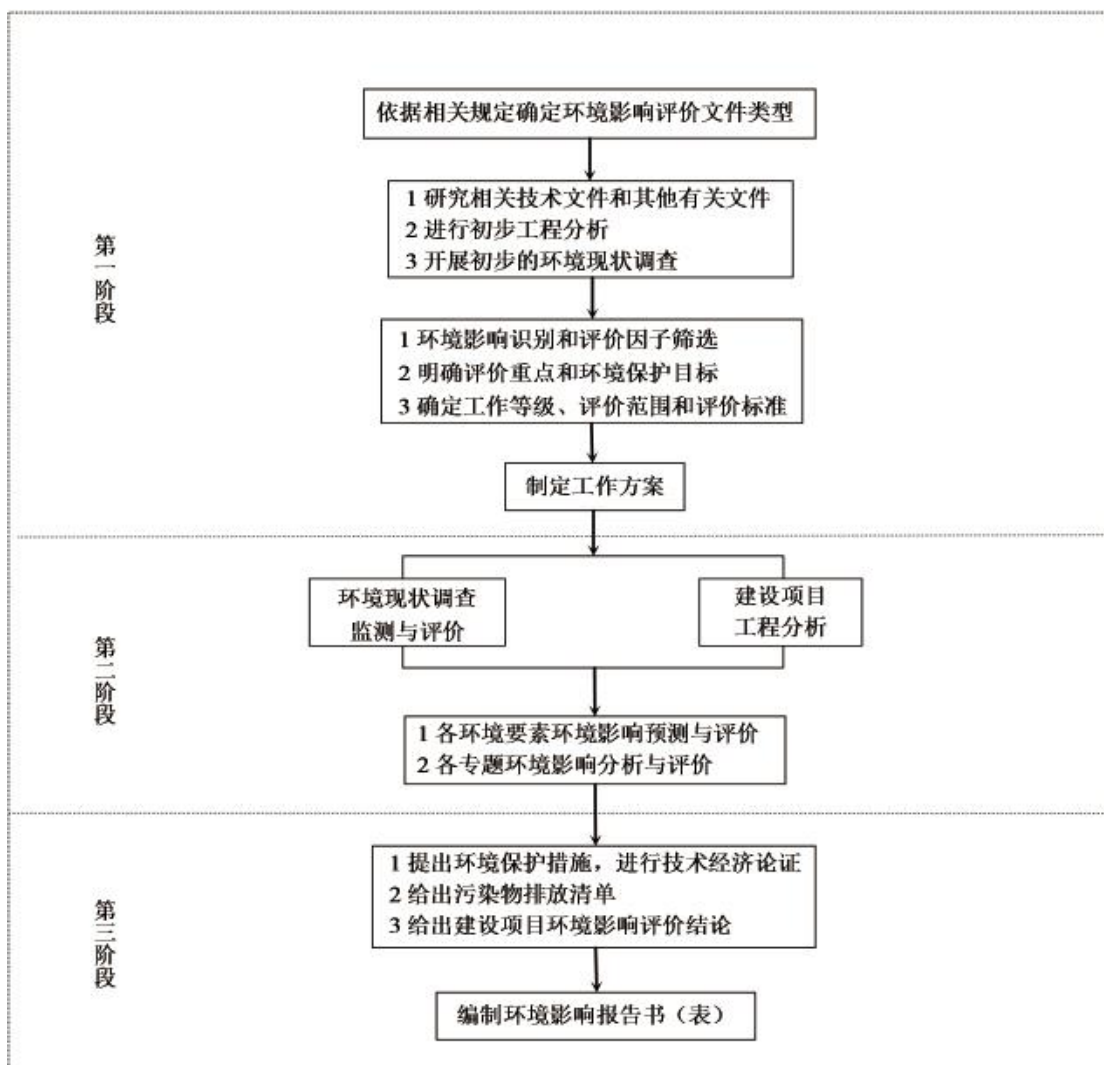 第一阶段
依据相关规定确定环境影响评价文件类型
1 研究相关技术文件和其他有关文件
2 进行初步工程分析
3 开展初步的环境现状调查
1 环境影响识别和评价因子筛选
2 明确评价重点和环境保护目标
3 确定工作等级、评价范围和评价标准
制定工作方案
第二阶段
环境现状调查
监测与评价
建设项目
工程分析
1 各环境要素环境影响预测与评价
2 各专题环境影响分析与评价
第三阶段
1 提出环境保护措施，进行技术经济论证
2 给出污染物排放清单
3 给出建设项目环境影响评价结论
编制环境影响报告书（表）